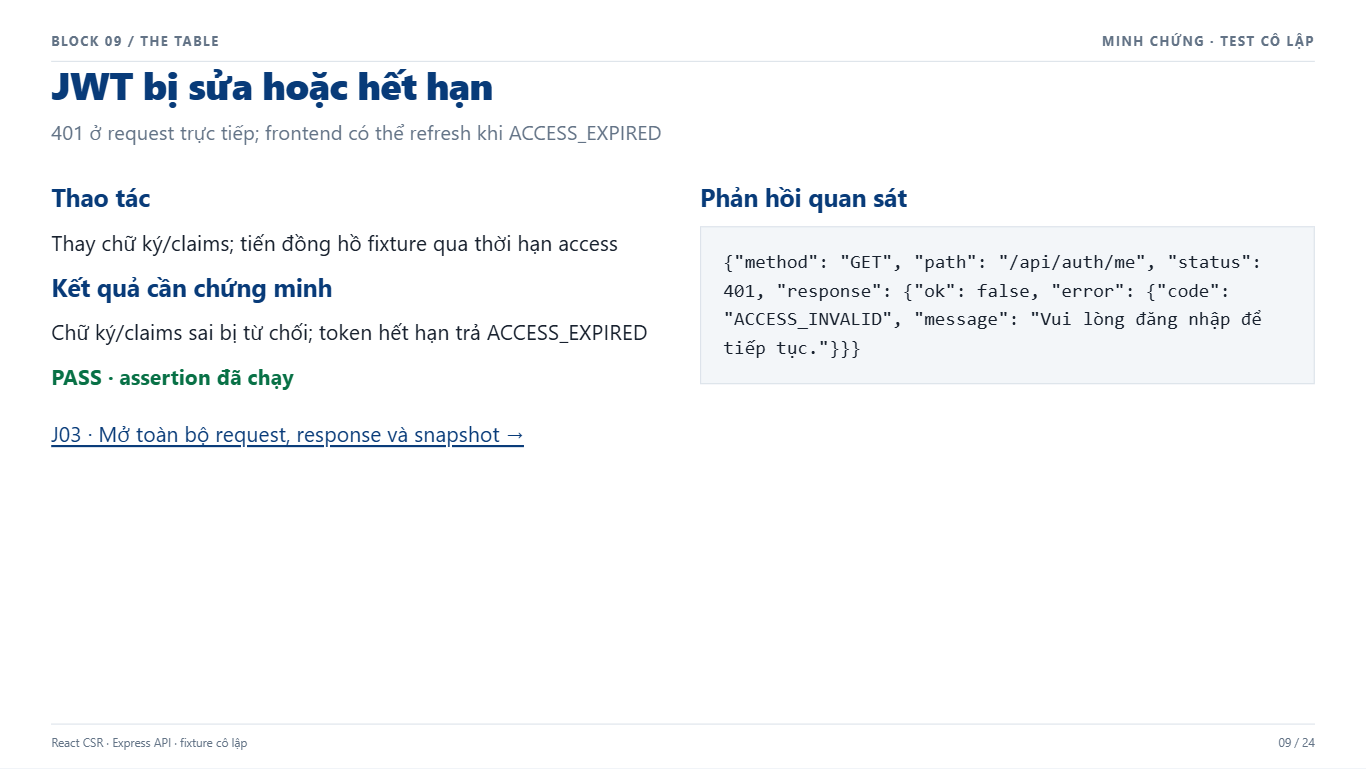 BLOCK 09 / THE TABLE
MINH CHỨNG · TEST CÔ LẬP
JWT bị sửa hoặc hết hạn
401 ở request trực tiếp; frontend có thể refresh khi ACCESS_EXPIRED
Thao tác
Thay chữ ký/claims; tiến đồng hồ fixture qua thời hạn access
Kết quả cần chứng minh
Chữ ký/claims sai bị từ chối; token hết hạn trả ACCESS_EXPIRED
PASS · assertion đã chạy
J03 · Mở toàn bộ request, response và snapshot →
Phản hồi quan sát
{"method": "GET", "path": "/api/auth/me", "status":
401, "response": {"ok": false, "error": {"code":
"ACCESS_INVALID", "message": "Vui lòng đăng nhập để
tiếp tục."}}}
React CSR · Express API · fixture cô lập
09 / 24